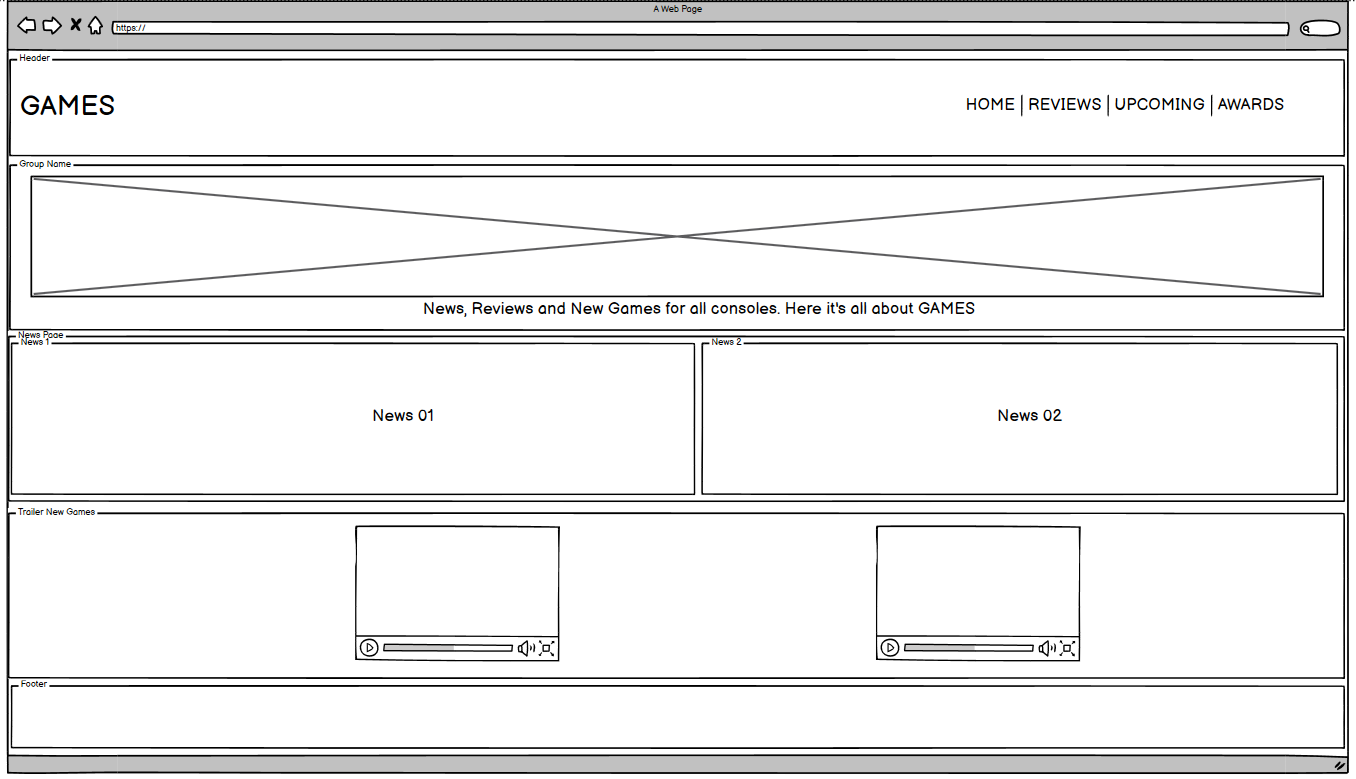 A Web Page
https://
Header
GAMES
HOME | REVIEWS | UPCOMING | AWARDS
Group Name
News, Reviews and New Games for all consoles. Here it's all about GAMES
News Page
News 1
News 2
News 01
News 02
Trailer New Games
Footer